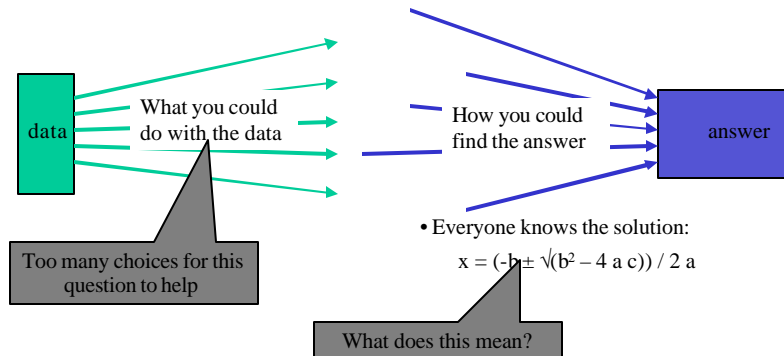 data
What you could
do with the data
How you could
find the answer
answer
Too many choices for this
question to help
• Everyone knows the solution:
x = (-b ± √(b² – 4 a c)) / 2 a
What does this mean?